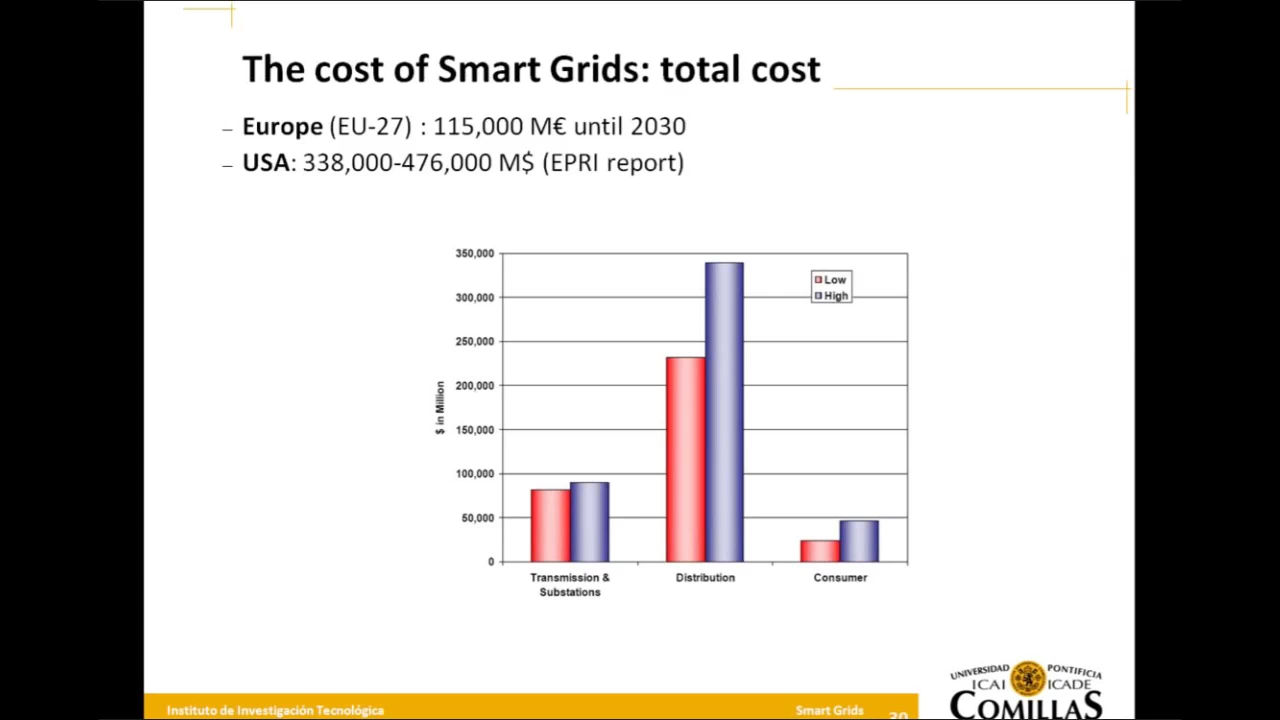 The cost of Smart Grids: total cost
– Europe (EU-27) : 115,000 M€ until 2030
– USA: 338,000-476,000 M$ (EPRI report)
350,000
300,000
250,000
200,000
150,000
100,000
50,000
0
$ in Million
Low
High
Transmission &
Substations
Distribution
Consumer
UNIVERSIDAD PONTIFICIA
ICAI ICADE
COMILLAS
Instituto de Investigación Tecnológica
Smart Grids
30